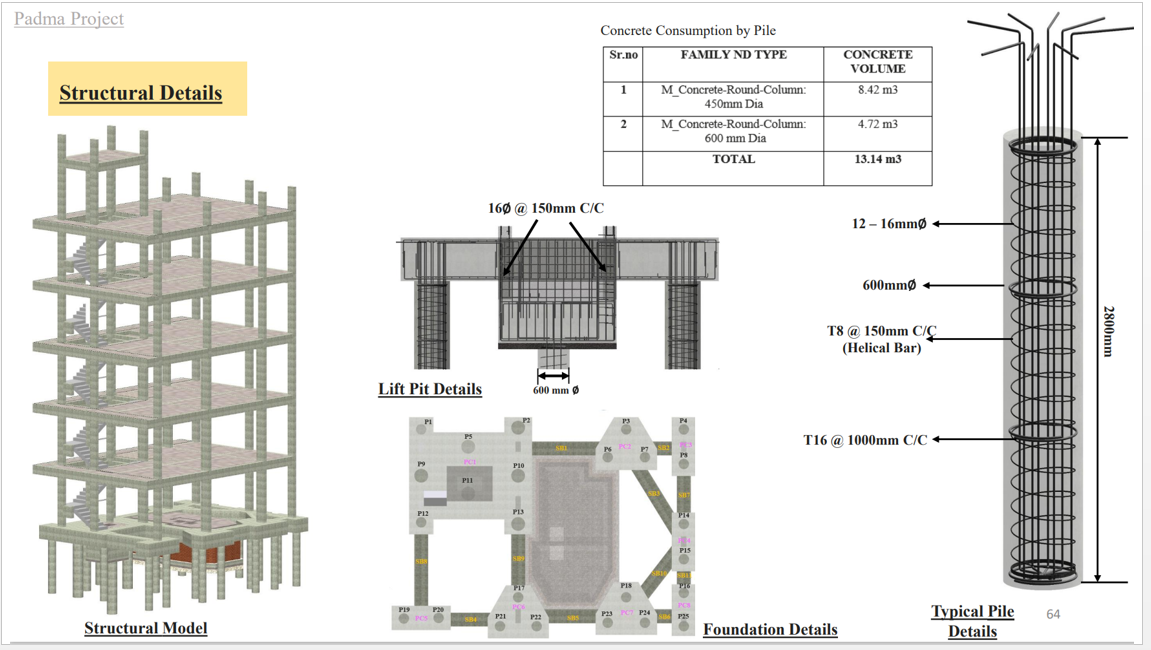 Padma Project
Structural Details
Concrete Consumption by Pile
Sr.no FAMILY ND TYPE CONCRETE VOLUME
1 M_Concrete-Round-Column: 450mm Dia 8.42 m3
2 M_Concrete-Round-Column: 600 mm Dia 4.72 m3
TOTAL 13.14 m3
16Ø @ 150mm C/C
600 mm Ø
Lift Pit Details
12 – 16mmØ
600mmØ
T8 @ 150mm C/C
(Helical Bar)
T16 @ 1000mm C/C
2800mm
P1 P2 P3 P4
P5 SB1 PC2 SB2
P6 P7 P8
PC1
P9 P10
P11 SB3 SB7
P12 P13 P14
P15
SB8 SB9 SB10
P17 P18 P16
P19 P20 PC6 PC7 PC8
PC5 SB4 P21 P22 SB5 P23 P24 SB6 P25
Structural Model
Foundation Details
Typical Pile
Details
64